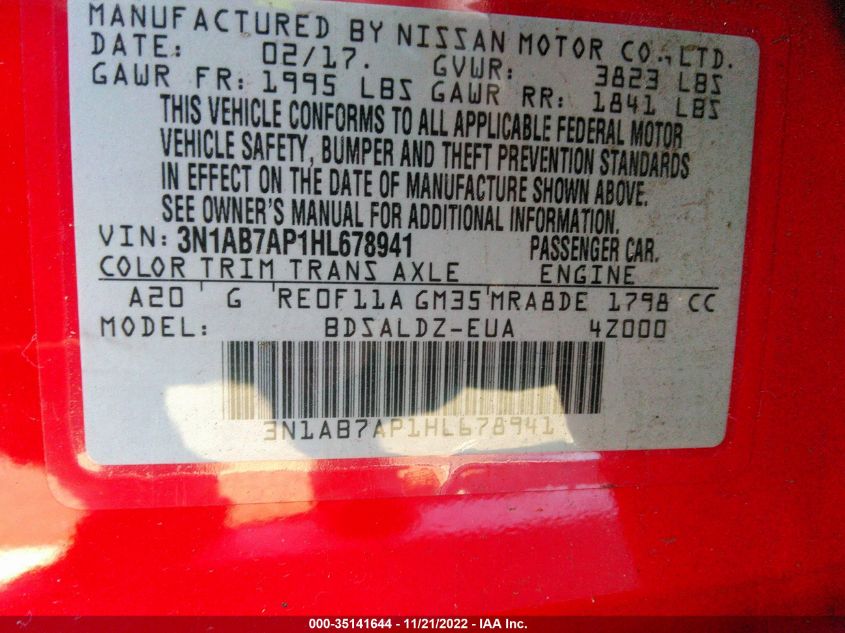 MANUFACTURED BY NISSAN MOTOR CO., LTD.
DATE: 02/17. GVWR: 3823 LBS
GAWR FR: 1995 LBS GAWR RR: 1841 LBS
THIS VEHICLE CONFORMS TO ALL APPLICABLE FEDERAL MOTOR
VEHICLE SAFETY, BUMPER AND THEFT PREVENTION STANDARDS
IN EFFECT ON THE DATE OF MANUFACTURE SHOWN ABOVE.
SEE OWNER'S MANUAL FOR ADDITIONAL INFORMATION.
VIN: 3N1AB7AP1HL678941 PASSENGER CAR.
COLOR TRIM TRANS AXLE ENGINE
A20 G RE0F11A GM35 MRA8DE 1798 CC
MODEL: BDSALDZ-EUA 4Z000
3N1AB7AP1HL678941
000-35141644 - 11/21/2022 - IAA Inc.